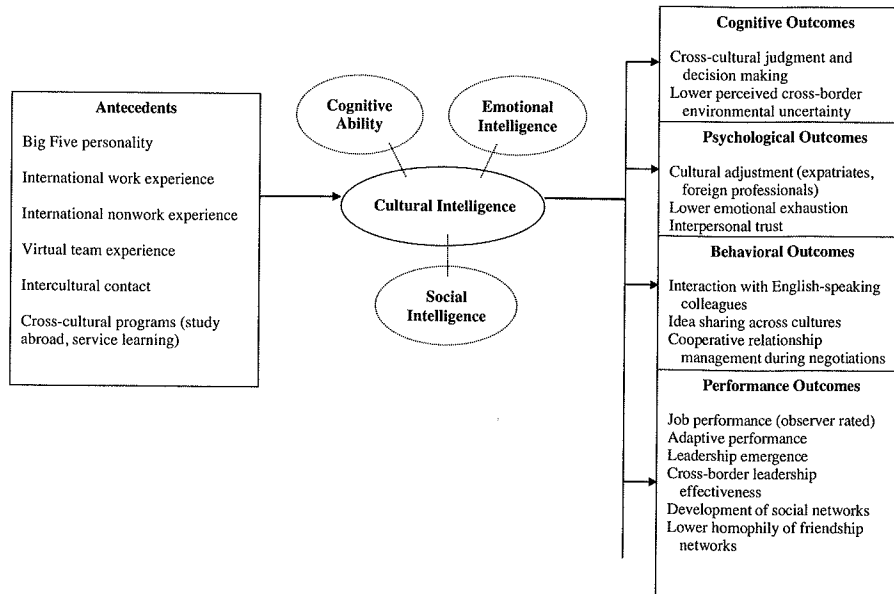 Antecedents
Big Five personality
International work experience
International nonwork experience
Virtual team experience
Intercultural contact
Cross-cultural programs (study
abroad, service learning)
Cognitive
Ability
Emotional
Intelligence
Cultural Intelligence
Social
Intelligence
Cognitive Outcomes
Cross-cultural judgment and
decision making
Lower perceived cross-border
environmental uncertainty
Psychological Outcomes
Cultural adjustment (expatriates,
foreign professionals)
Lower emotional exhaustion
Interpersonal trust
Behavioral Outcomes
Interaction with English-speaking
colleagues
Idea sharing across cultures
Cooperative relationship
management during negotiations
Performance Outcomes
Job performance (observer rated)
Adaptive performance
Leadership emergence
Cross-border leadership
effectiveness
Development of social networks
Lower homophily of friendship
networks